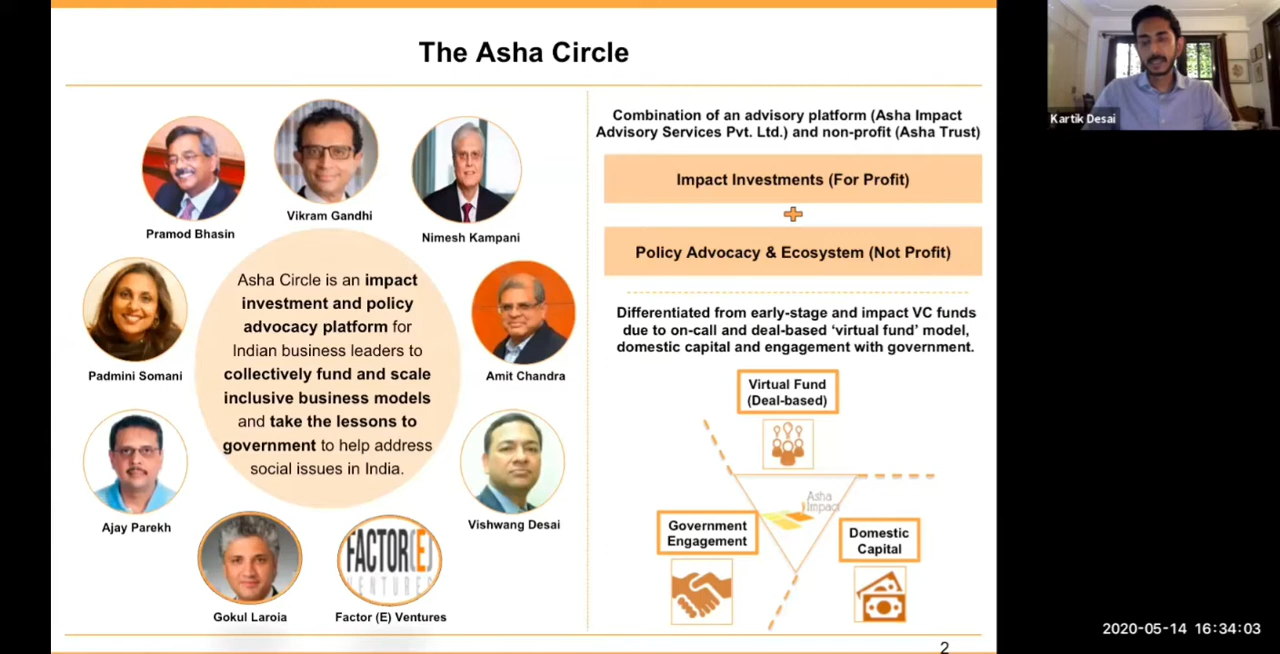 The Asha Circle
Pramod Bhasin
Vikram Gandhi
Nimesh Kampani
Padmini Somani
Amit Chandra
Ajay Parekh
Vishwang Desai
Gokul Laroia
FACTOR(E)
VENTURES
Factor (E) Ventures
Asha Circle is an impact
investment and policy
advocacy platform for
Indian business leaders to
collectively fund and scale
inclusive business models
and take the lessons to
government to help address
social issues in India.
Combination of an advisory platform (Asha Impact
Advisory Services Pvt. Ltd.) and non-profit (Asha Trust)
Impact Investments (For Profit)
Policy Advocacy & Ecosystem (Not Profit)
Differentiated from early-stage and impact VC funds
due to on-call and deal-based ‘virtual fund’ model,
domestic capital and engagement with government.
Virtual Fund
(Deal-based)
Asha
Impact
Government
Engagement
Domestic
Capital
2
Kartik Desai
2020-05-14 16:34:03